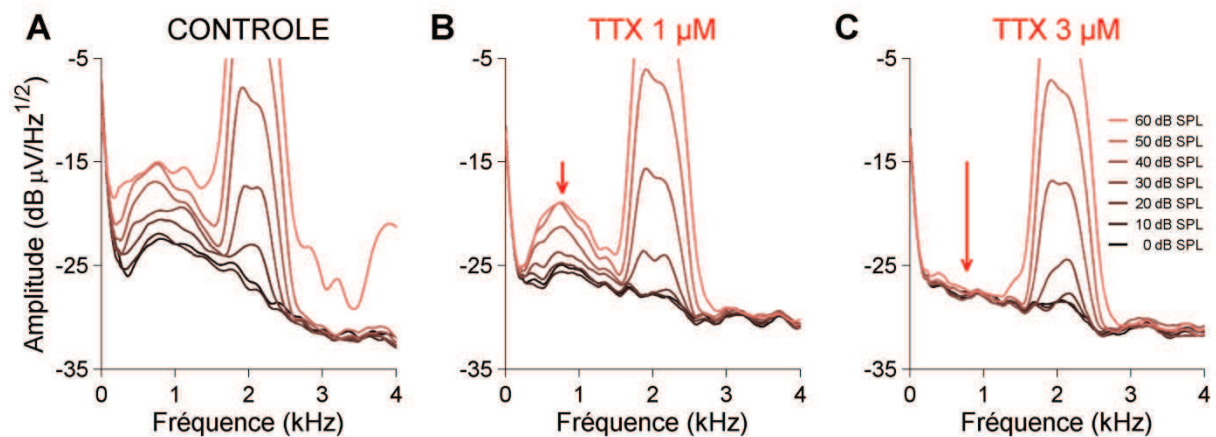 A CONTROLE
B TTX 1 µM
C TTX 3 µM
Amplitude (dB µV/Hz1/2)
-5
-15
-25
-35
0 1 2 3 4
Fréquence (kHz)
-5
-15
-25
-35
0 1 2 3 4
Fréquence (kHz)
-5
-15
-25
-35
0 1 2 3 4
Fréquence (kHz)
60 dB SPL
50 dB SPL
40 dB SPL
30 dB SPL
20 dB SPL
10 dB SPL
0 dB SPL